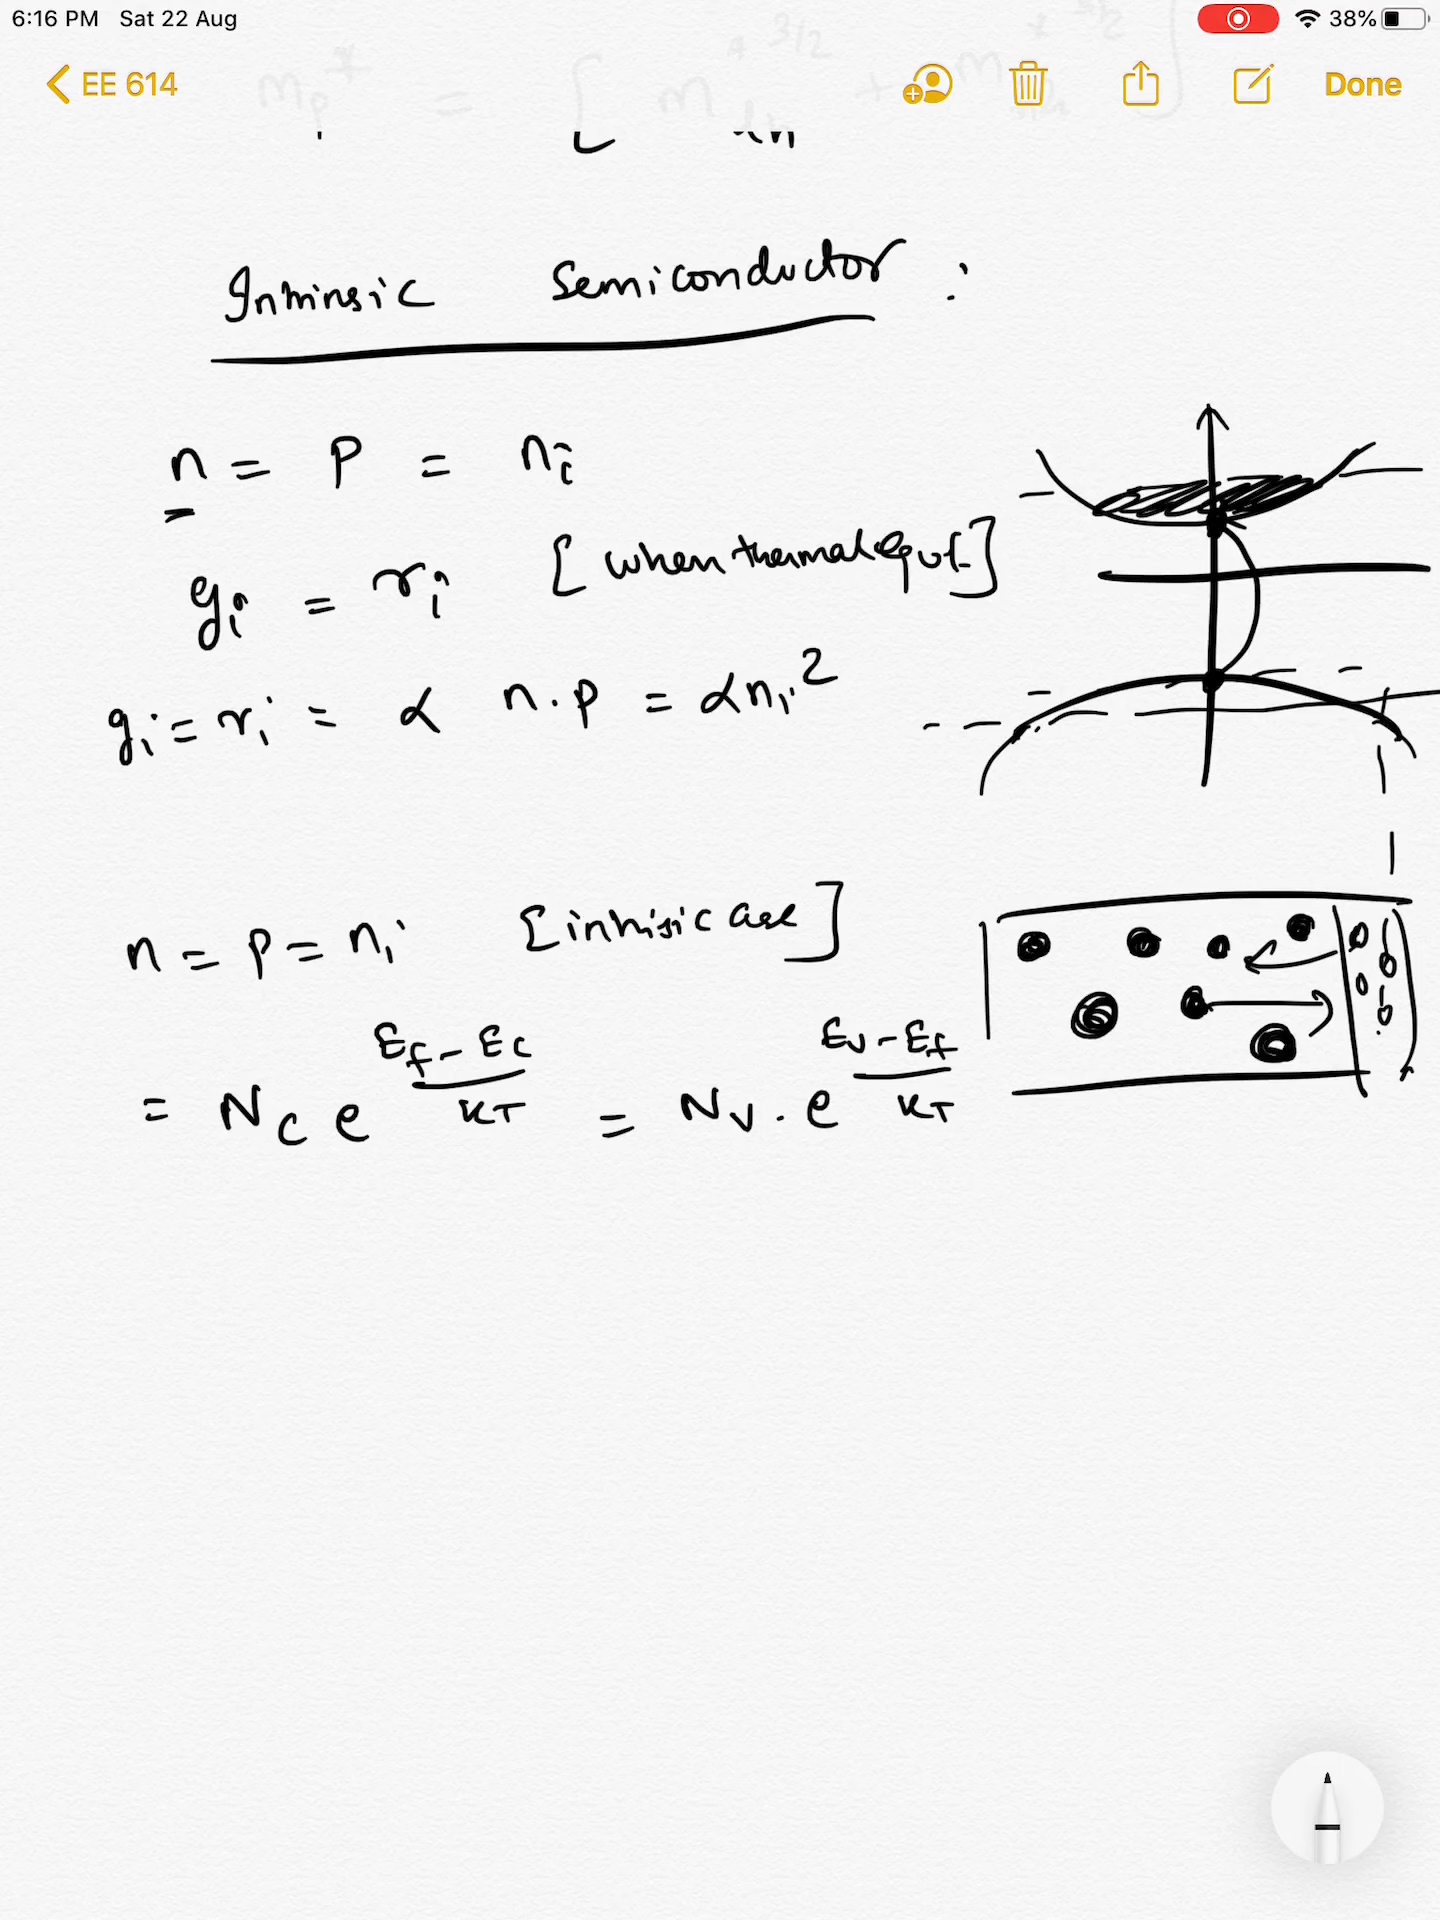 6:16 PM Sat 22 Aug 38%
EE 614 Done
Intrinsic Semiconductor :
n = p = ni
gi = ri [when thermal equl.]
gi = ri = α n.p = αni²
n = p = ni [intrisic case]
= Nc e^(Ef-Ec/KT) = Nv . e^(Ev-Ef/KT)